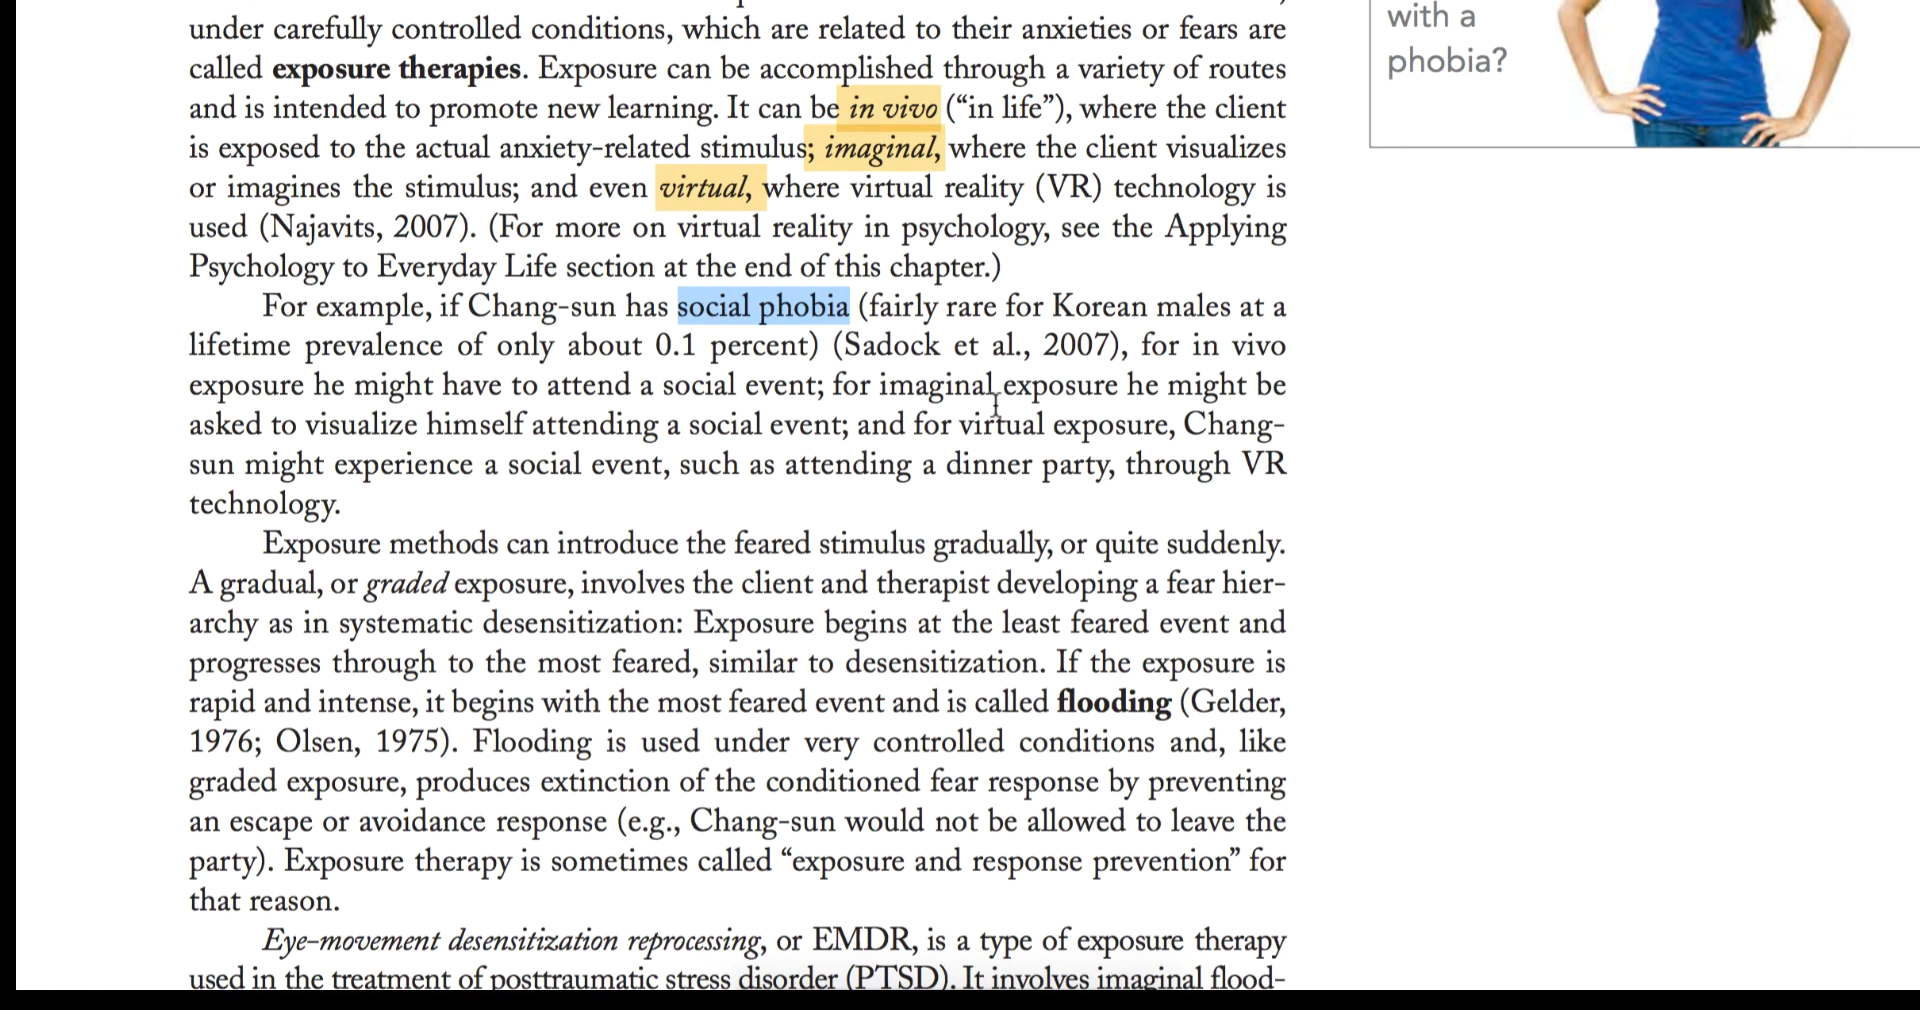 under carefully controlled conditions, which are related to their anxieties or fears are
called exposure therapies. Exposure can be accomplished through a variety of routes
and is intended to promote new learning. It can be in vivo (“in life”), where the client
is exposed to the actual anxiety-related stimulus; imaginal, where the client visualizes
or imagines the stimulus; and even virtual, where virtual reality (VR) technology is
used (Najavits, 2007). (For more on virtual reality in psychology, see the Applying
Psychology to Everyday Life section at the end of this chapter.)
For example, if Chang-sun has social phobia (fairly rare for Korean males at a
lifetime prevalence of only about 0.1 percent) (Sadock et al., 2007), for in vivo
exposure he might have to attend a social event; for imaginal exposure he might be
asked to visualize himself attending a social event; and for virtual exposure, Chang-
sun might experience a social event, such as attending a dinner party, through VR
technology.
Exposure methods can introduce the feared stimulus gradually, or quite suddenly.
A gradual, or graded exposure, involves the client and therapist developing a fear hier-
archy as in systematic desensitization: Exposure begins at the least feared event and
progresses through to the most feared, similar to desensitization. If the exposure is
rapid and intense, it begins with the most feared event and is called flooding (Gelder,
1976; Olsen, 1975). Flooding is used under very controlled conditions and, like
graded exposure, produces extinction of the conditioned fear response by preventing
an escape or avoidance response (e.g., Chang-sun would not be allowed to leave the
party). Exposure therapy is sometimes called “exposure and response prevention” for
that reason.
Eye-movement desensitization reprocessing, or EMDR, is a type of exposure therapy
used in the treatment of posttraumatic stress disorder (PTSD). It involves imaginal flood-
with a
phobia?